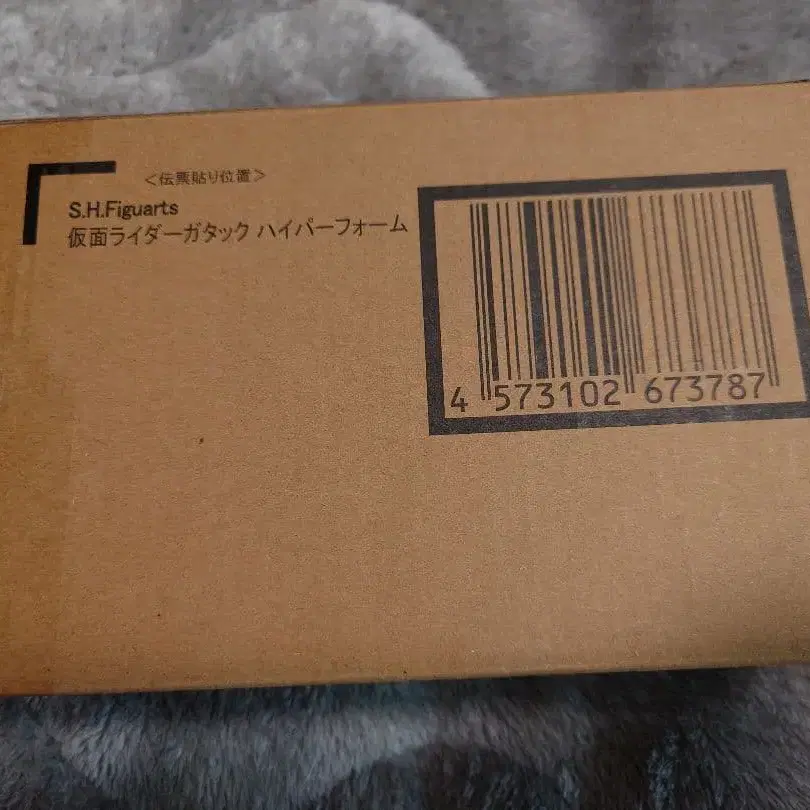 <伝票貼り位置>
S.H.Figuarts
仮面ライダーガタック ハイパーフォーム
4 573102 673787